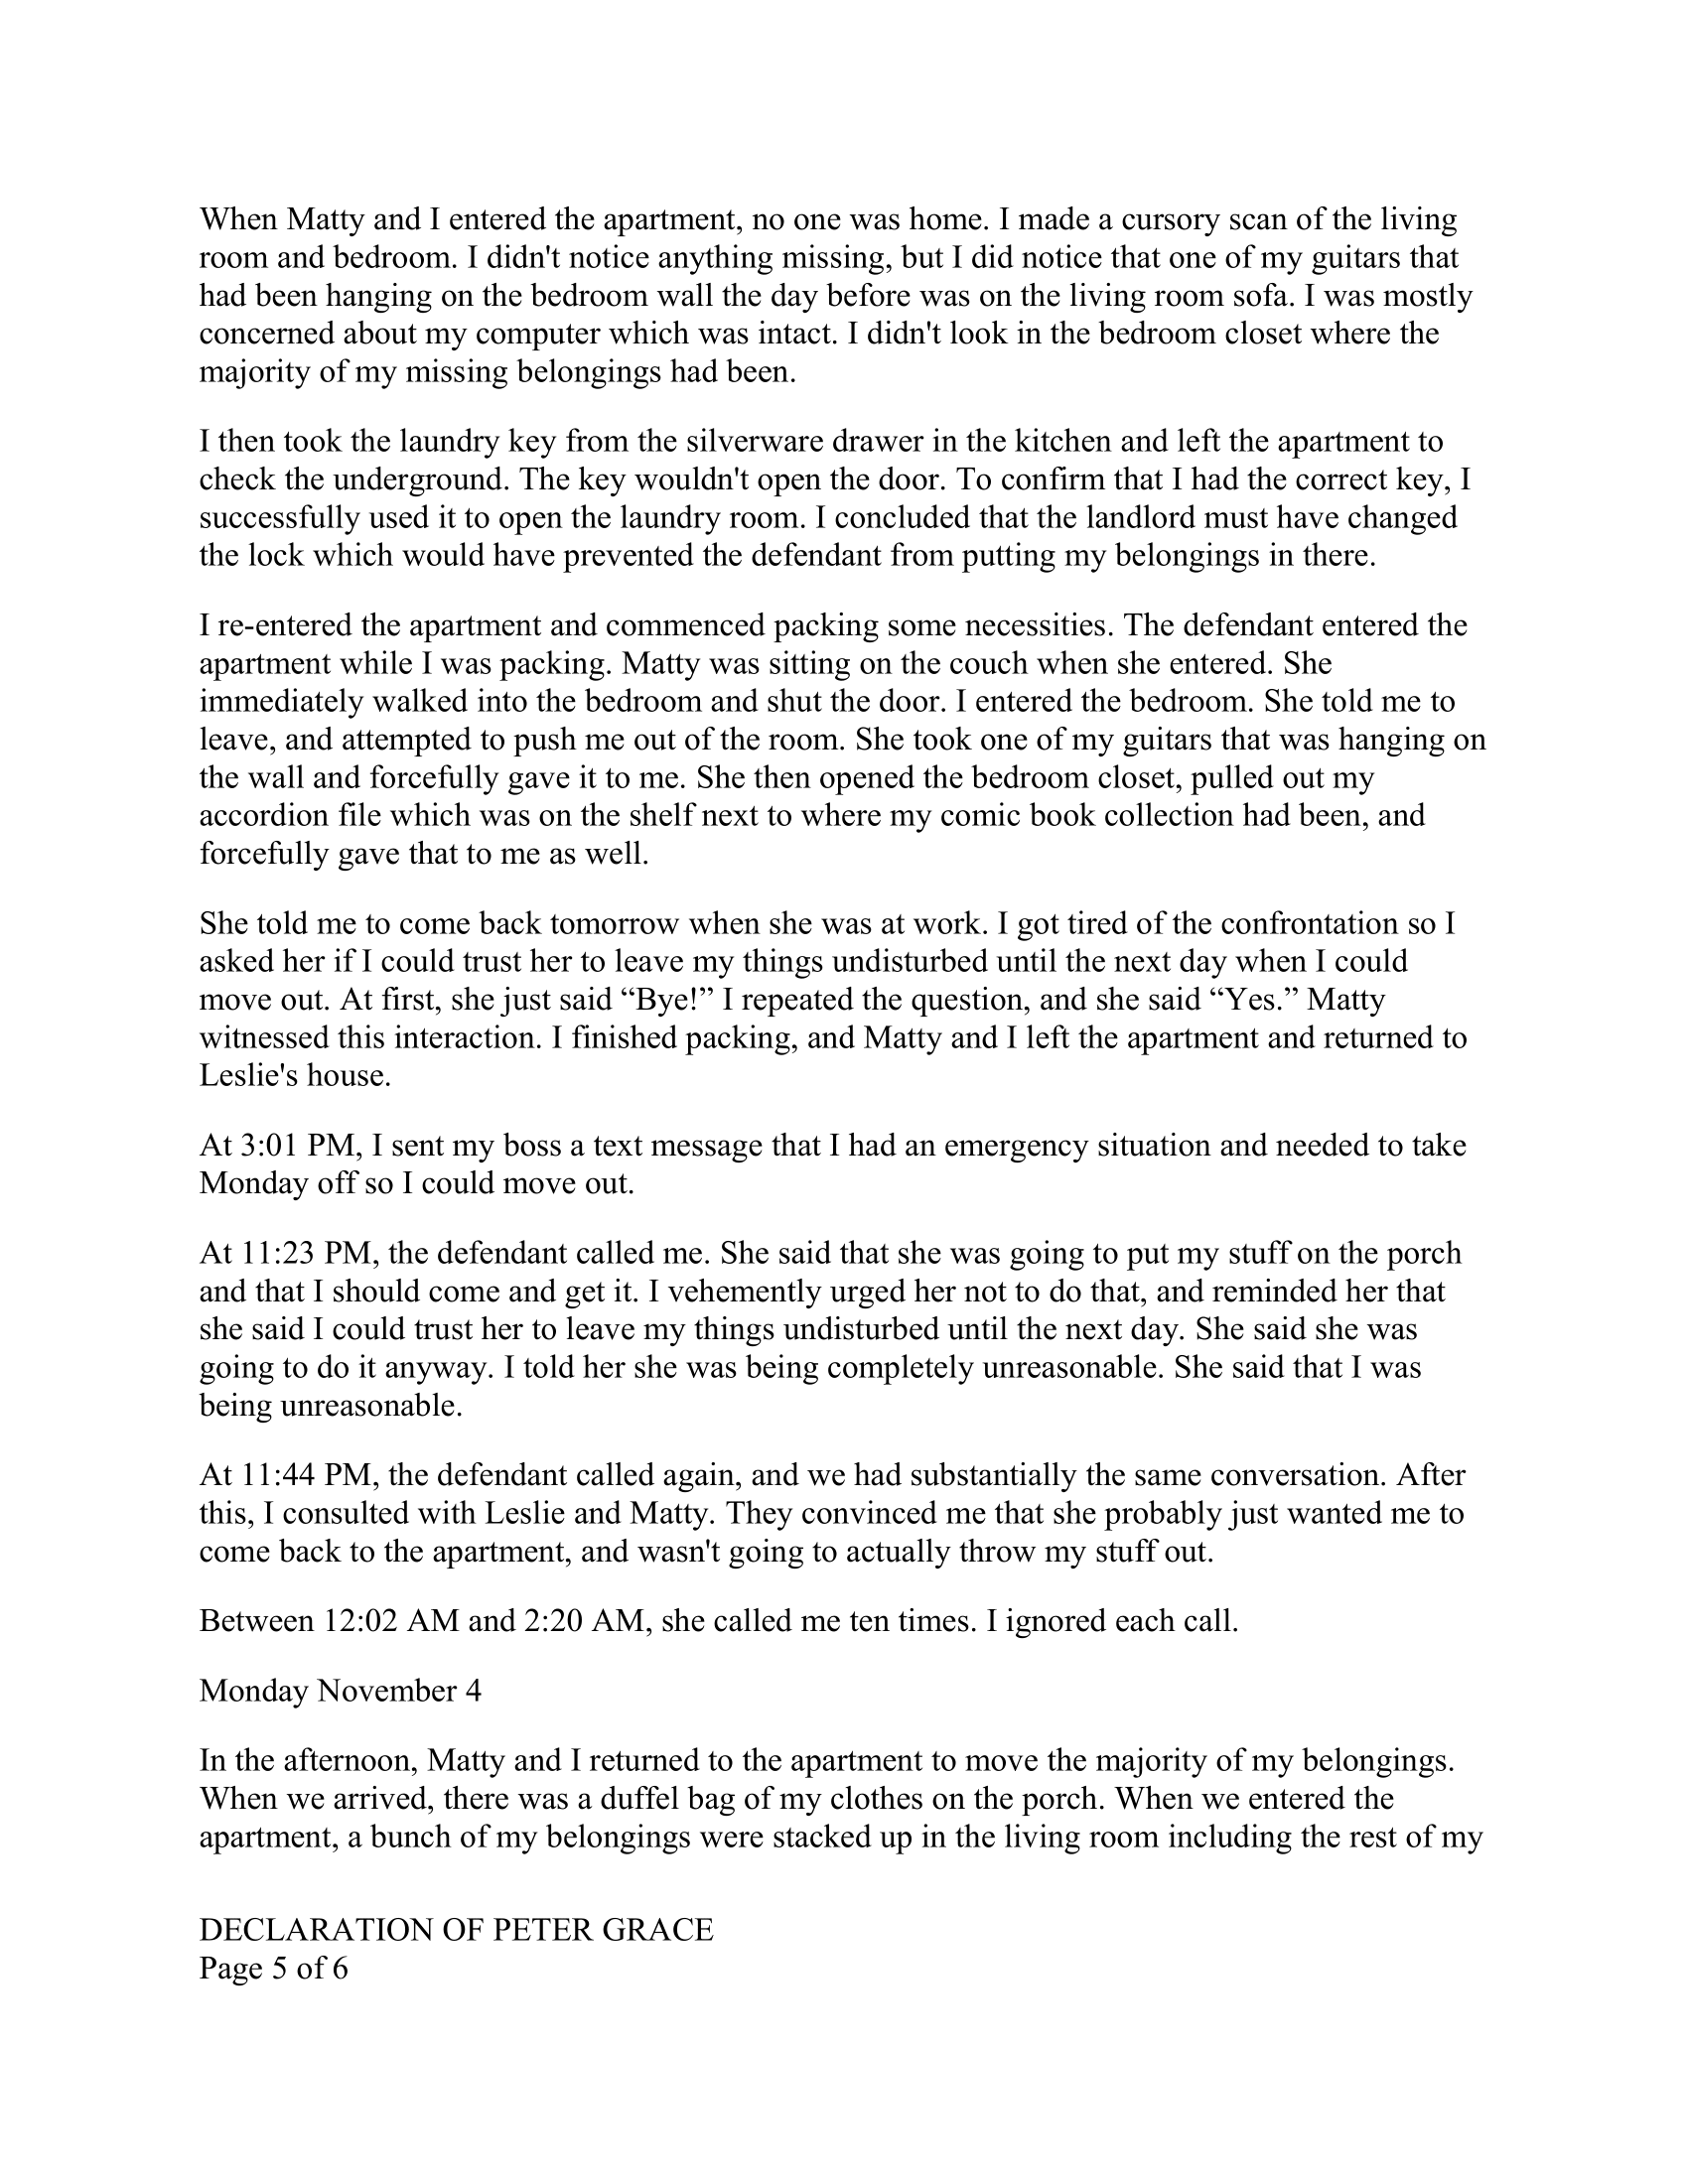 When Matty and I entered the apartment, no one was home. I made a cursory scan of the living
room and bedroom. I didn't notice anything missing, but I did notice that one of my guitars that
had been hanging on the bedroom wall the day before was on the living room sofa. I was mostly
concerned about my computer which was intact. I didn't look in the bedroom closet where the
majority of my missing belongings had been.
I then took the laundry key from the silverware drawer in the kitchen and left the apartment to
check the underground. The key wouldn't open the door. To confirm that I had the correct key, I
successfully used it to open the laundry room. I concluded that the landlord must have changed
the lock which would have prevented the defendant from putting my belongings in there.
I re-entered the apartment and commenced packing some necessities. The defendant entered the
apartment while I was packing. Matty was sitting on the couch when she entered. She
immediately walked into the bedroom and shut the door. I entered the bedroom. She told me to
leave, and attempted to push me out of the room. She took one of my guitars that was hanging on
the wall and forcefully gave it to me. She then opened the bedroom closet, pulled out my
accordion file which was on the shelf next to where my comic book collection had been, and
forcefully gave that to me as well.
She told me to come back tomorrow when she was at work. I got tired of the confrontation so I
asked her if I could trust her to leave my things undisturbed until the next day when I could
move out. At first, she just said “Bye!” I repeated the question, and she said “Yes.” Matty
witnessed this interaction. I finished packing, and Matty and I left the apartment and returned to
Leslie's house.
At 3:01 PM, I sent my boss a text message that I had an emergency situation and needed to take
Monday off so I could move out.
At 11:23 PM, the defendant called me. She said that she was going to put my stuff on the porch
and that I should come and get it. I vehemently urged her not to do that, and reminded her that
she said I could trust her to leave my things undisturbed until the next day. She said she was
going to do it anyway. I told her she was being completely unreasonable. She said that I was
being unreasonable.
At 11:44 PM, the defendant called again, and we had substantially the same conversation. After
this, I consulted with Leslie and Matty. They convinced me that she probably just wanted me to
come back to the apartment, and wasn't going to actually throw my stuff out.
Between 12:02 AM and 2:20 AM, she called me ten times. I ignored each call.
Monday November 4
In the afternoon, Matty and I returned to the apartment to move the majority of my belongings.
When we arrived, there was a duffel bag of my clothes on the porch. When we entered the
apartment, a bunch of my belongings were stacked up in the living room including the rest of my
DECLARATION OF PETER GRACE
Page 5 of 6